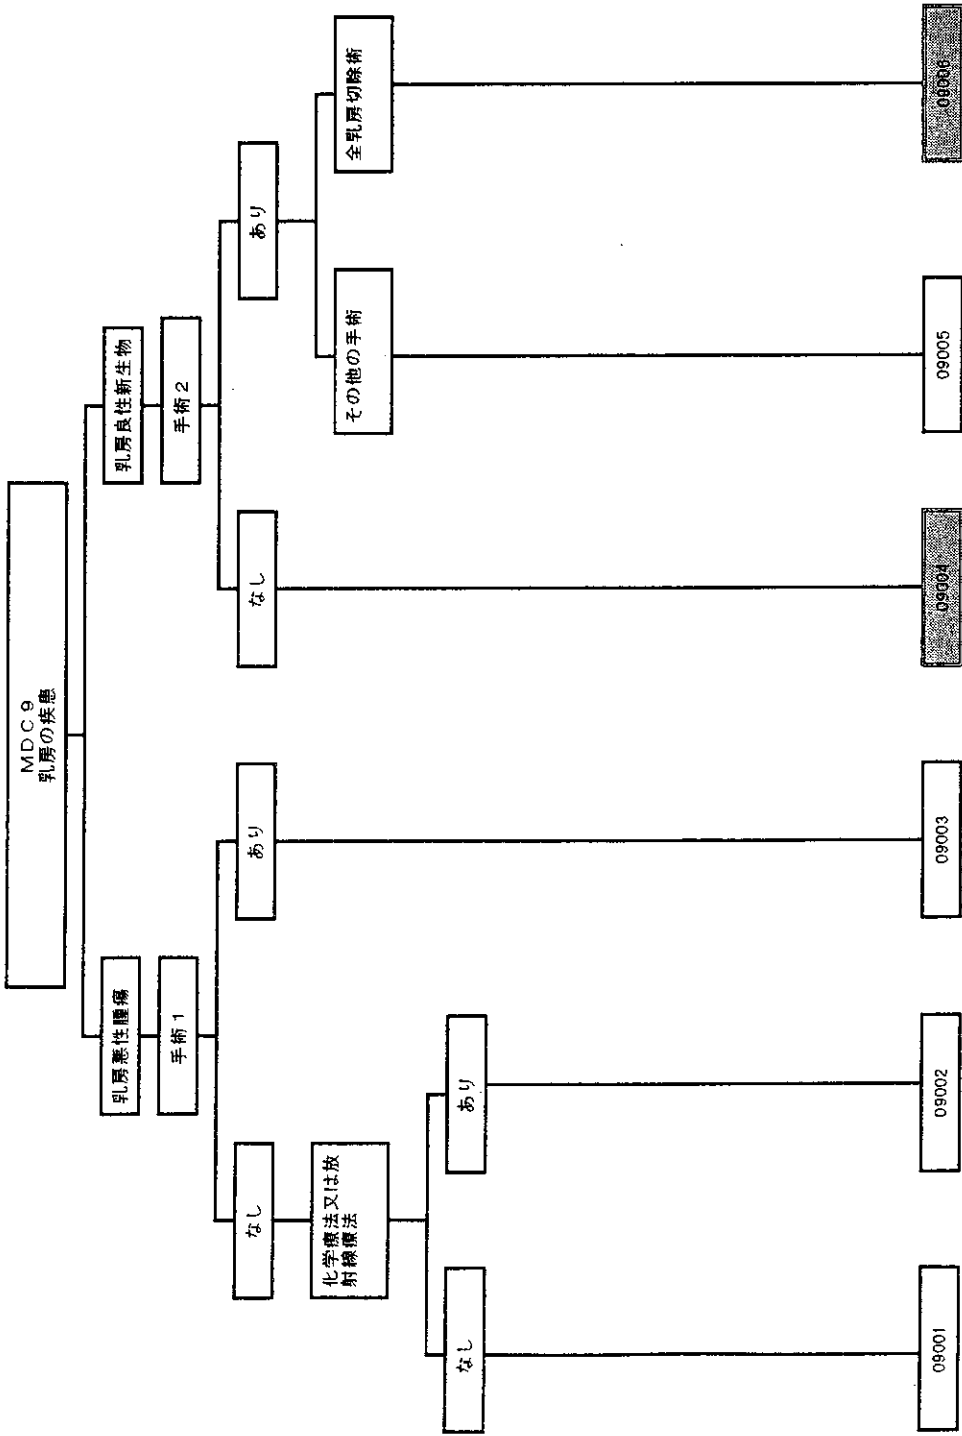 MDC9
乳房の疾患
乳房悪性腫瘍
乳房良性新生物
手術1
手術2
なし
あり
なし
あり
化学療法又は放
射線療法
その他の手術
全乳房切除術
なし
あり
09001
09002
09003
09004
09005
09006